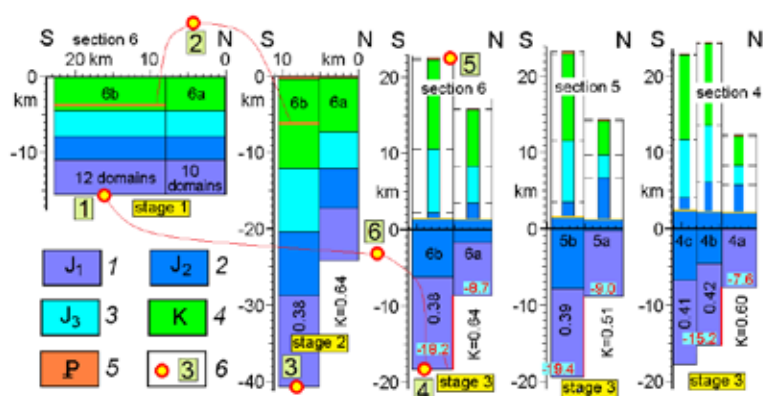 S section 6 N
20 km 10 0
0
km
-10
6b 6a
12 domains
10 domains
stage 1
1
2
S N
10 km 0
0
km
-10
-20
-30
-40
6b 6a
0.38
K=0.64
stage 2
3
6
S N
section 6
5
20
km
10
0
-10
-20
6b 6a
0.38
-18.2
-8.7
K=0.64
4
stage 3
S N
section 5
20
km
10
0
-10
-20
5b 5a
0.39
-19.4
-9.0
K=0.51
stage 3
S N
section 4
20
km
10
0
-10
-20
4c 4b 4a
0.41
0.42
-15.2
-7.6
K=0.60
stage 3
J1 1
J2 2
J3 3
K 4
P 5
3 6